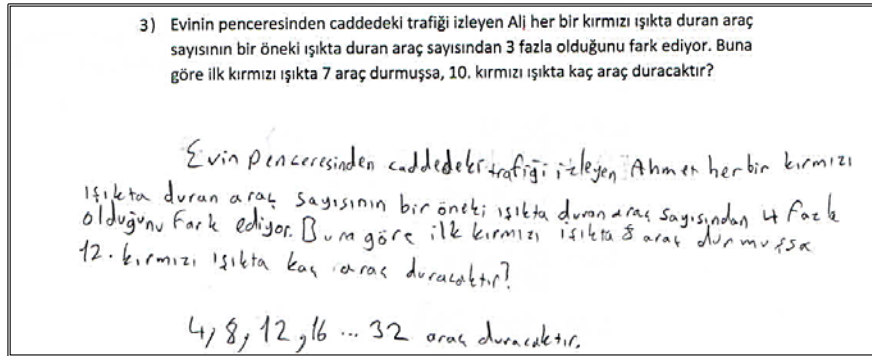 3) Evinin penceresinden caddedeki trafiği izleyen Ali her bir kırmızı ışıkta duran araç
sayısının bir öneki ışıkta duran araç sayısından 3 fazla olduğunu fark ediyor. Buna
göre ilk kırmızı ışıkta 7 araç durmuşsa, 10. kırmızı ışıkta kaç araç duracaktır?
Evin penceresinden caddedeki trafiği izleyen Ahmet her bir kırmızı
ışıkta duran araç sayısının bir öneki ışıkta duran araç sayısından 4 fazla
olduğunu fark ediyor. Buna göre ilk kırmızı ışıkta 8 araç durmuşsa
12. kırmızı ışıkta kaç araç duracaktır?
4, 8, 12, 16 ... 32 araç duracaktır.